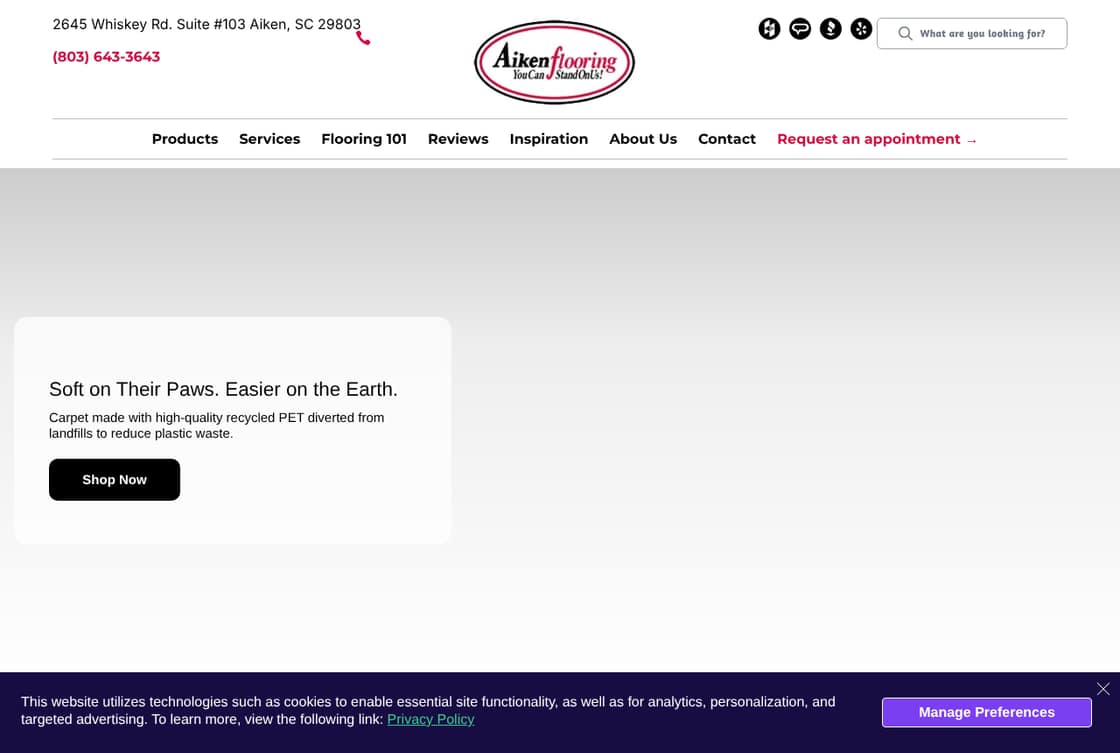 2645 Whiskey Rd. Suite #103 Aiken, SC 29803
(803) 643-3643
Aiken flooring
You Can Stand On Us!
What are you looking for?
Products Services Flooring 101 Reviews Inspiration About Us Contact Request an appointment →
Soft on Their Paws. Easier on the Earth.
Carpet made with high-quality recycled PET diverted from
landfills to reduce plastic waste.
Shop Now
This website utilizes technologies such as cookies to enable essential site functionality, as well as for analytics, personalization, and
targeted advertising. To learn more, view the following link: Privacy Policy
Manage Preferences